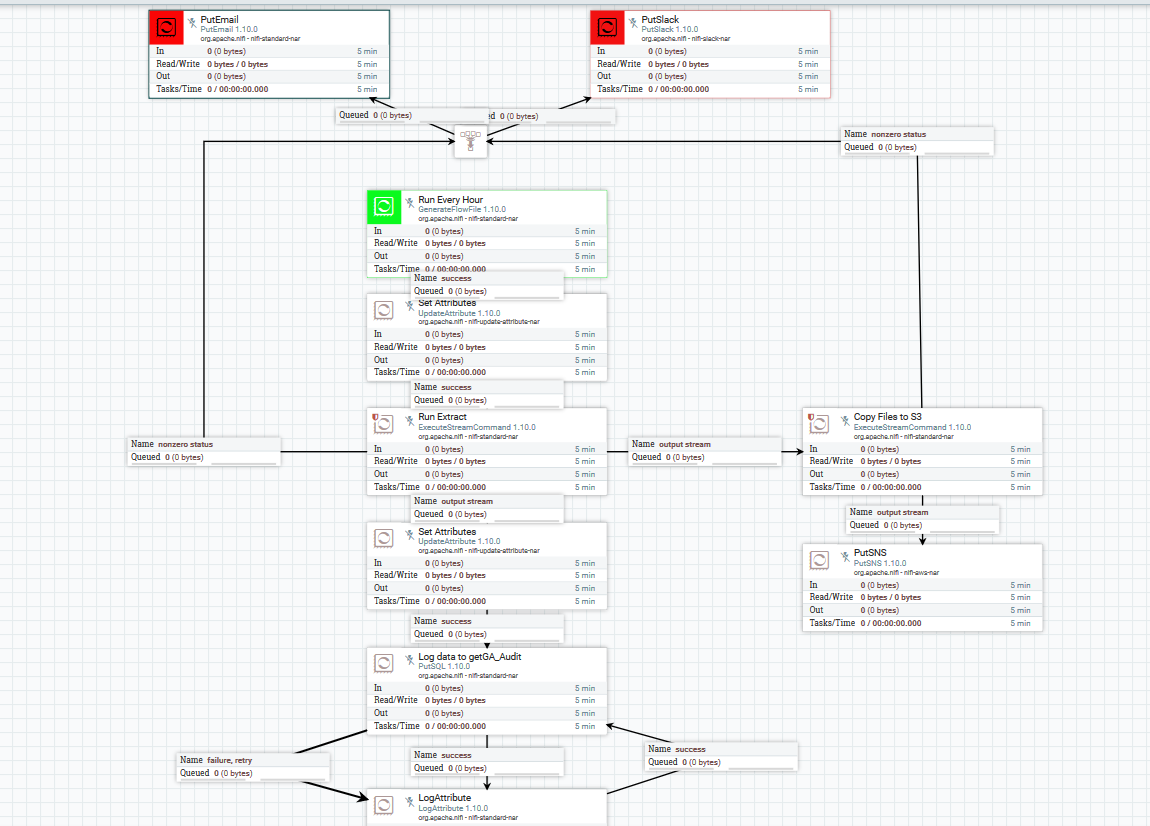 PutEmail
PutEmail 1.10.0
org.apache.nifi - nifi-standard-nar
In 0 (0 bytes) 5 min
Read/Write 0 bytes / 0 bytes 5 min
Out 0 (0 bytes) 5 min
Tasks/Time 0 / 00:00:00.000 5 min
PutSlack
PutSlack 1.10.0
org.apache.nifi - nifi-slack-nar
In 0 (0 bytes) 5 min
Read/Write 0 bytes / 0 bytes 5 min
Out 0 (0 bytes) 5 min
Tasks/Time 0 / 00:00:00.000 5 min
Queued 0 (0 bytes)
ed 0 (0 bytes)
Name nonzero status
Queued 0 (0 bytes)
Run Every Hour
GenerateFlowFile 1.10.0
org.apache.nifi - nifi-standard-nar
In 0 (0 bytes) 5 min
Read/Write 0 bytes / 0 bytes 5 min
Out 0 (0 bytes) 5 min
Tasks/Time 0 / 00:00:00.000 5 min
Name success
Queued 0 (0 bytes)
Set Attributes
UpdateAttribute 1.10.0
org.apache.nifi - nifi-update-attribute-nar
In 0 (0 bytes) 5 min
Read/Write 0 bytes / 0 bytes 5 min
Out 0 (0 bytes) 5 min
Tasks/Time 0 / 00:00:00.000 5 min
Name success
Queued 0 (0 bytes)
Name nonzero status
Queued 0 (0 bytes)
Run Extract
ExecuteStreamCommand 1.10.0
org.apache.nifi - nifi-standard-nar
In 0 (0 bytes) 5 min
Read/Write 0 bytes / 0 bytes 5 min
Out 0 (0 bytes) 5 min
Tasks/Time 0 / 00:00:00.000 5 min
Name output stream
Queued 0 (0 bytes)
Copy Files to S3
ExecuteStreamCommand 1.10.0
org.apache.nifi - nifi-standard-nar
In 0 (0 bytes) 5 min
Read/Write 0 bytes / 0 bytes 5 min
Out 0 (0 bytes) 5 min
Tasks/Time 0 / 00:00:00.000 5 min
Name output stream
Queued 0 (0 bytes)
Name output stream
Queued 0 (0 bytes)
Set Attributes
UpdateAttribute 1.10.0
org.apache.nifi - nifi-update-attribute-nar
In 0 (0 bytes) 5 min
Read/Write 0 bytes / 0 bytes 5 min
Out 0 (0 bytes) 5 min
Tasks/Time 0 / 00:00:00.000 5 min
PutSNS
PutSNS 1.10.0
org.apache.nifi - nifi-aws-nar
In 0 (0 bytes) 5 min
Read/Write 0 bytes / 0 bytes 5 min
Out 0 (0 bytes) 5 min
Tasks/Time 0 / 00:00:00.000 5 min
Name success
Queued 0 (0 bytes)
Log data to getGA_Audit
PutSQL 1.10.0
org.apache.nifi - nifi-standard-nar
In 0 (0 bytes) 5 min
Read/Write 0 bytes / 0 bytes 5 min
Out 0 (0 bytes) 5 min
Tasks/Time 0 / 00:00:00.000 5 min
Name failure, retry
Queued 0 (0 bytes)
Name success
Queued 0 (0 bytes)
Name success
Queued 0 (0 bytes)
LogAttribute
LogAttribute 1.10.0
org.apache.nifi - nifi-standard-nar